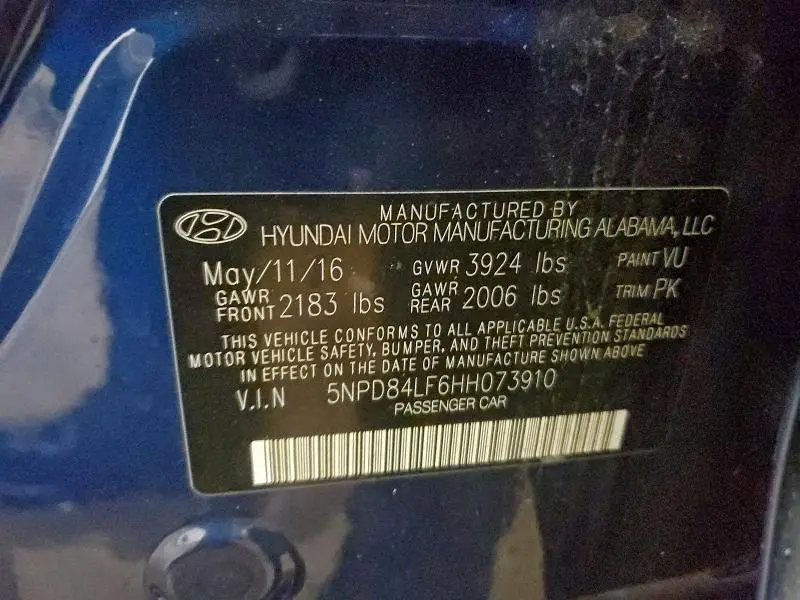 MANUFACTURED BY
HYUNDAI MOTOR MANUFACTURING ALABAMA, LLC
May/11/16 GVWR 3924 lbs PAINT VU
GAWR FRONT 2183 lbs GAWR REAR 2006 lbs TRIM PK
THIS VEHICLE CONFORMS TO ALL APPLICABLE U.S.A. FEDERAL
MOTOR VEHICLE SAFETY, BUMPER, AND THEFT PREVENTION STANDARDS
IN EFFECT ON THE DATE OF MANUFACTURE SHOWN ABOVE
V.I.N 5NPD84LF6HH073910
PASSENGER CAR